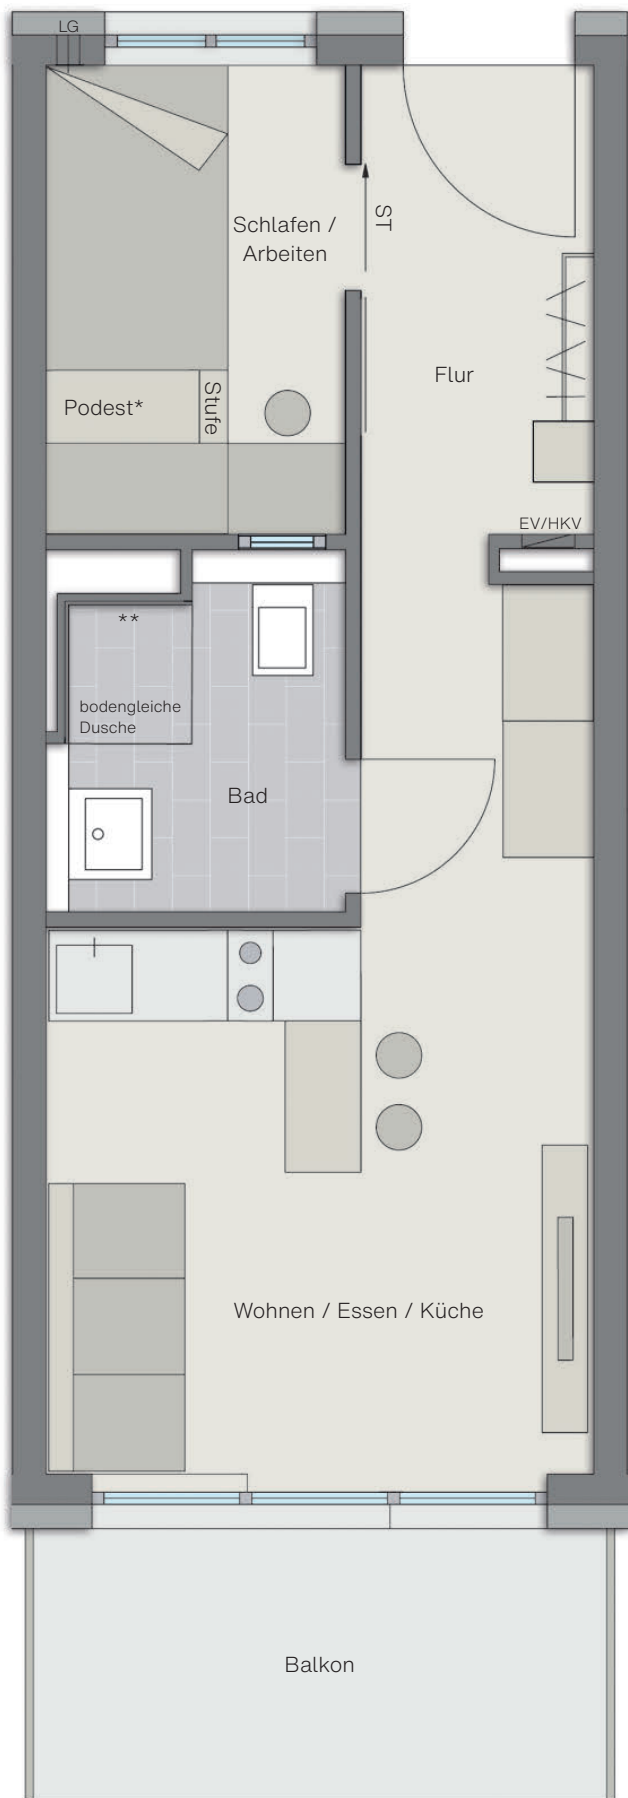 LG
Schlafen /
Arbeiten
ST
Flur
Podest*
Stufe
EV/HKV
**
bodengleiche
Dusche
Bad
Wohnen / Essen / Küche
Balkon